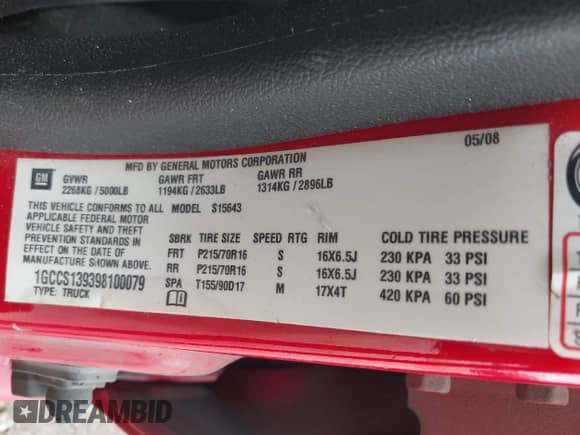 05/08
MFD BY GENERAL MOTORS CORPORATION
GM GVWR GAWR FRT GAWR RR
2268KG / 5000LB 1194KG / 2633LB 1314KG / 2896LB
THIS VEHICLE CONFORMS TO ALL MODEL S15643
APPLICABLE FEDERAL MOTOR
VEHICLE SAFETY AND THEFT
PREVENTION STANDARDS IN
EFFECT ON THE DATE OF
MANUFACTURE SHOWN ABOVE.
1GCCS139398100079
TYPE: TRUCK
SBRK TIRE SIZE SPEED RTG RIM COLD TIRE PRESSURE
FRT P215/70R16 S 16X6.5J 230 KPA 33 PSI
RR P215/70R16 S 16X6.5J 230 KPA 33 PSI
SPA T155/90D17 M 17X4T 420 KPA 60 PSI
DREAMBID